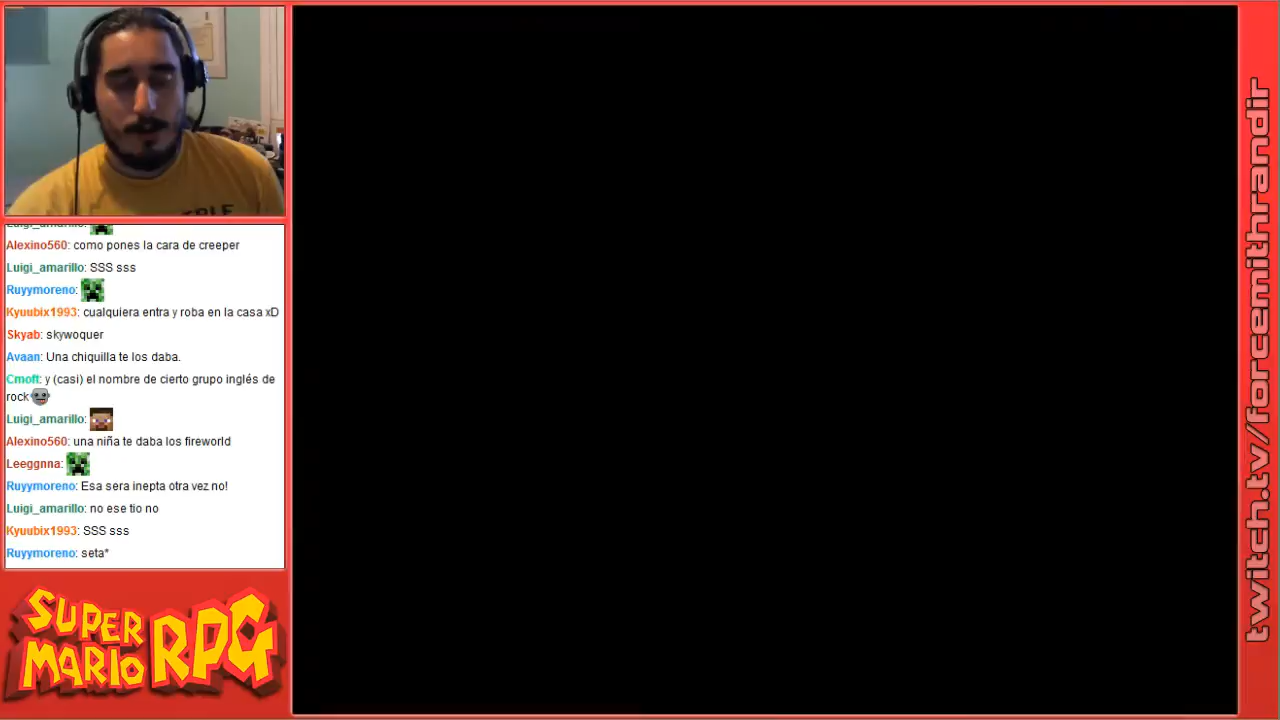 Luigi_amarillo:
Alexino560: como pones la cara de creeper
Luigi_amarillo: SSS sss
Ruyymoreno:
Kyuubix1993: cualquiera entra y roba en la casa xD
Skyab: skywoquer
Avaan: Una chiquilla te los daba.
Cmoft: y (casi) el nombre de cierto grupo inglés de
rock
Luigi_amarillo:
Alexino560: una niña te daba los fireworld
Leeggnna:
Ruyymoreno: Esa sera inepta otra vez no!
Luigi_amarillo: no ese tio no
Kyuubix1993: SSS sss
Ruyymoreno: seta*
SUPER
MARIO RPG
twitch.tv/forcemithrandir